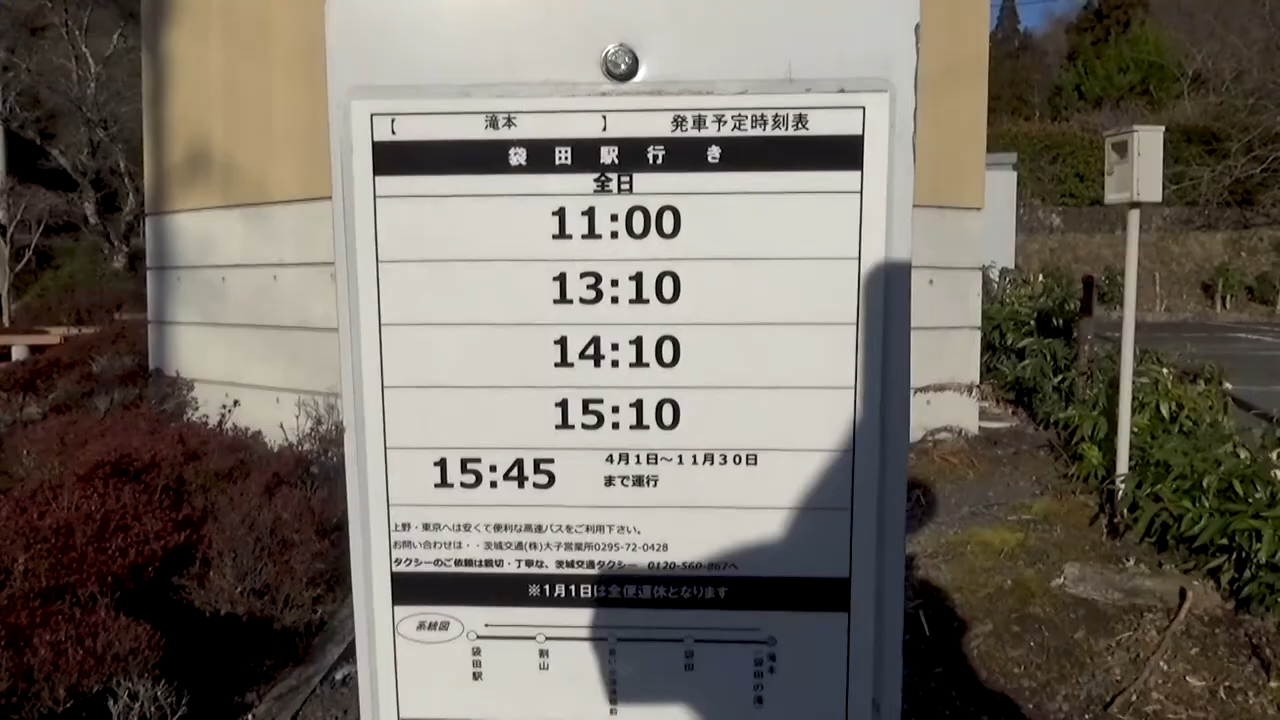 【 滝本 】 発車予定時刻表
袋田駅行き
全日
11:00
13:10
14:10
15:10
15:45 4月1日～11月30日
まで運行
上野・東京へは安くて便利な高速バスをご利用下さい。
お問い合わせは・・茨城交通(株)大子営業所0295-72-0428
タクシーのご依頼は親切・丁寧な、茨城交通タクシー 0120-560-867へ
※1月1日は全便運休となります
系統図
袋田駅
割山
袋田
滝本
(袋田の滝)